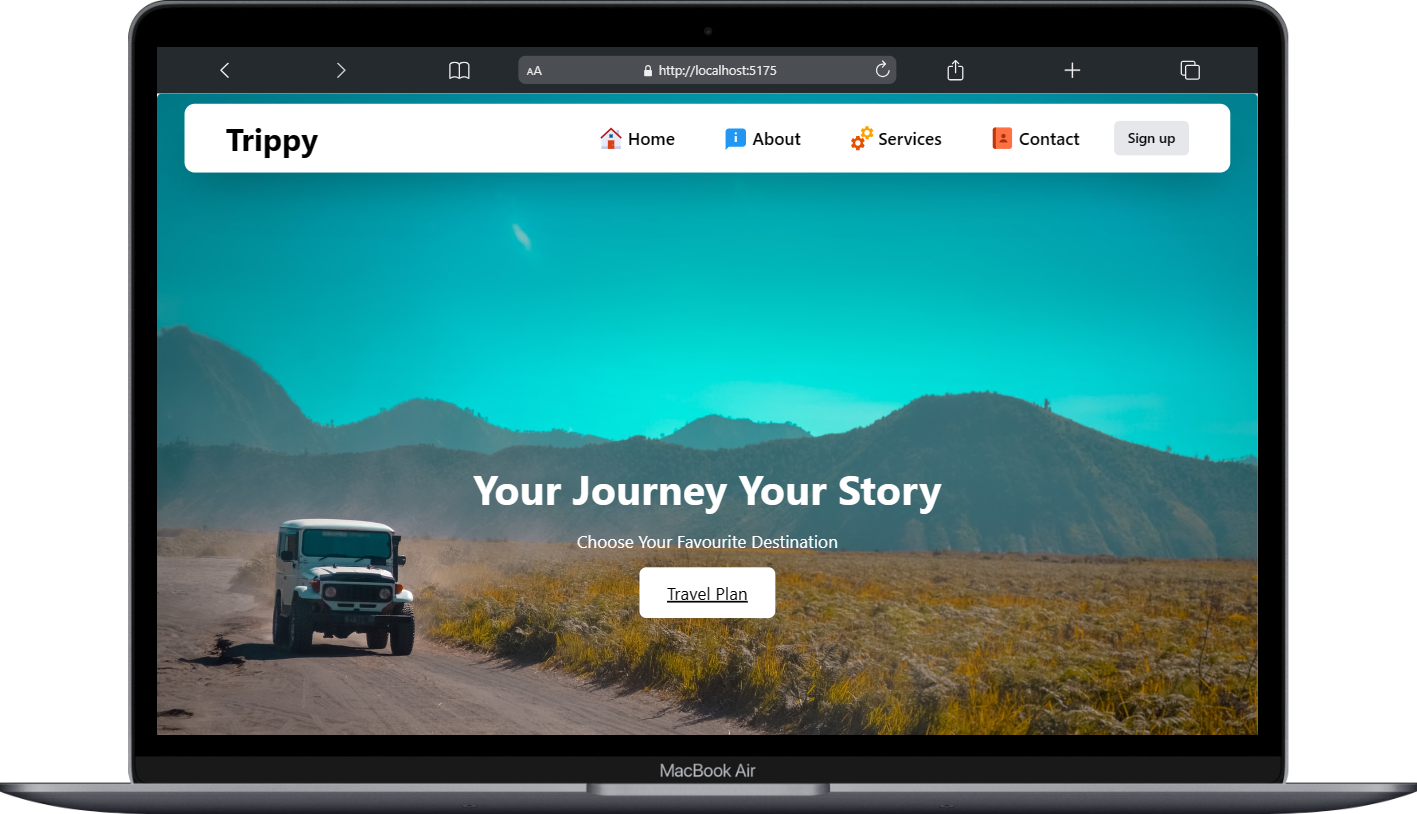 AA http://localhost:5175
Trippy Home About Services Contact Sign up
Your Journey Your Story
Choose Your Favourite Destination
Travel Plan
MacBook Air